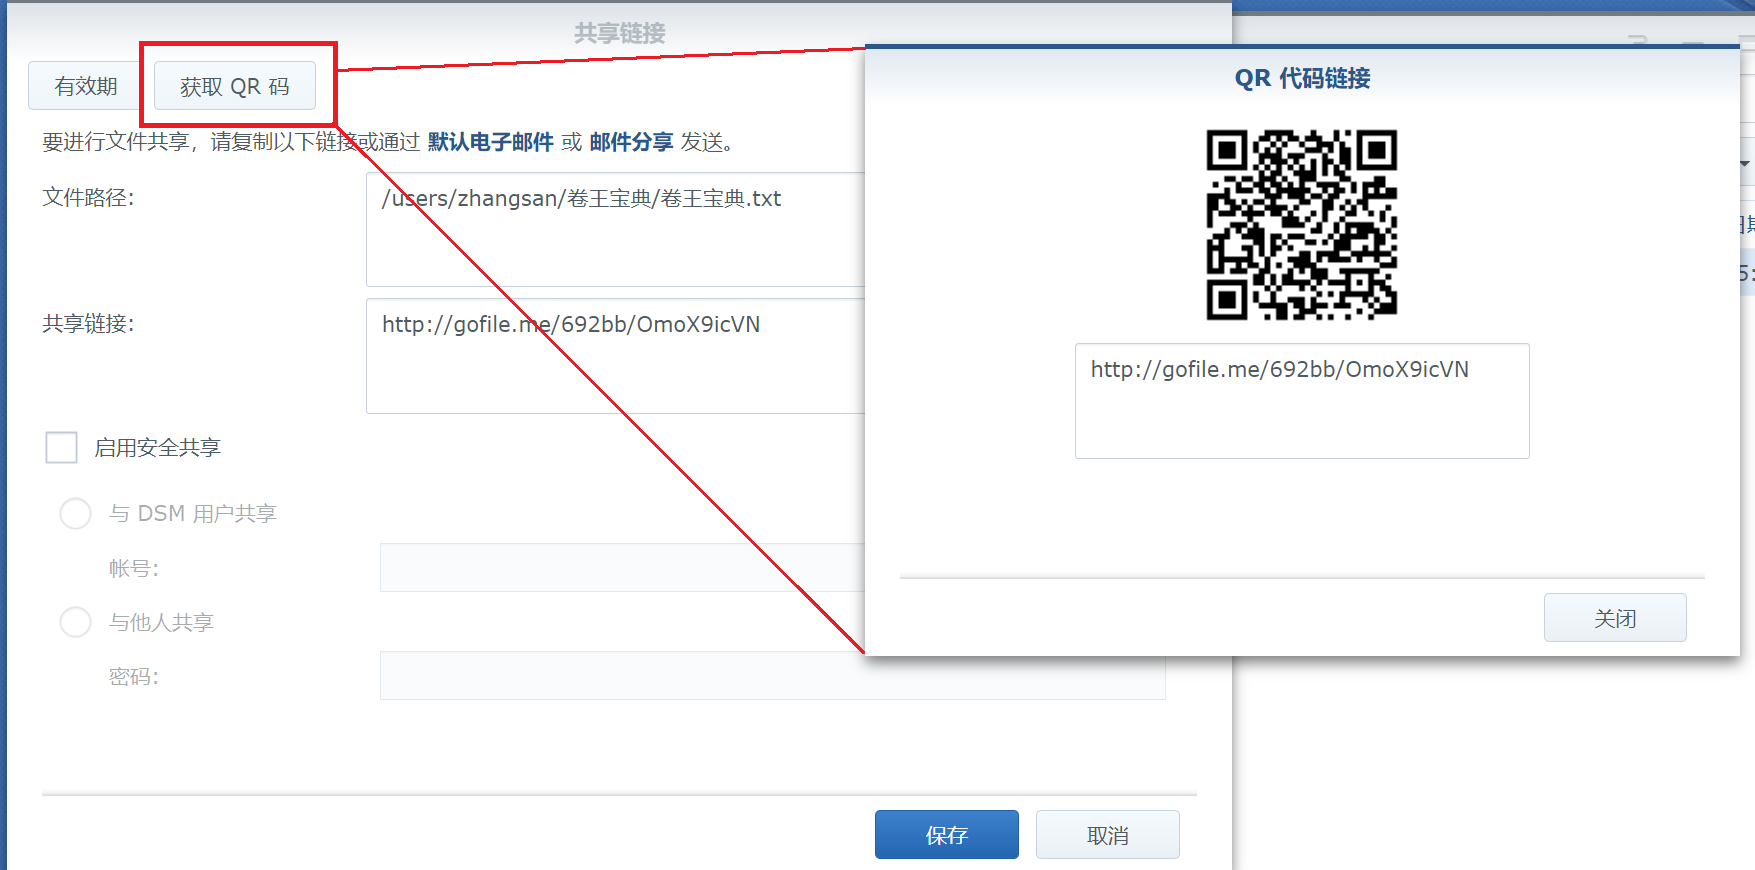 共享链接
有效期
获取 QR 码
要进行文件共享，请复制以下链接或通过 默认电子邮件 或 邮件分享 发送。
文件路径:
/users/zhangsan/卷王宝典/卷王宝典.txt
共享链接:
http://gofile.me/692bb/OmoX9icVN
启用安全共享
与 DSM 用户共享
帐号:
与他人共享
密码:
保存
取消
QR 代码链接
http://gofile.me/692bb/OmoX9icVN
关闭
5: